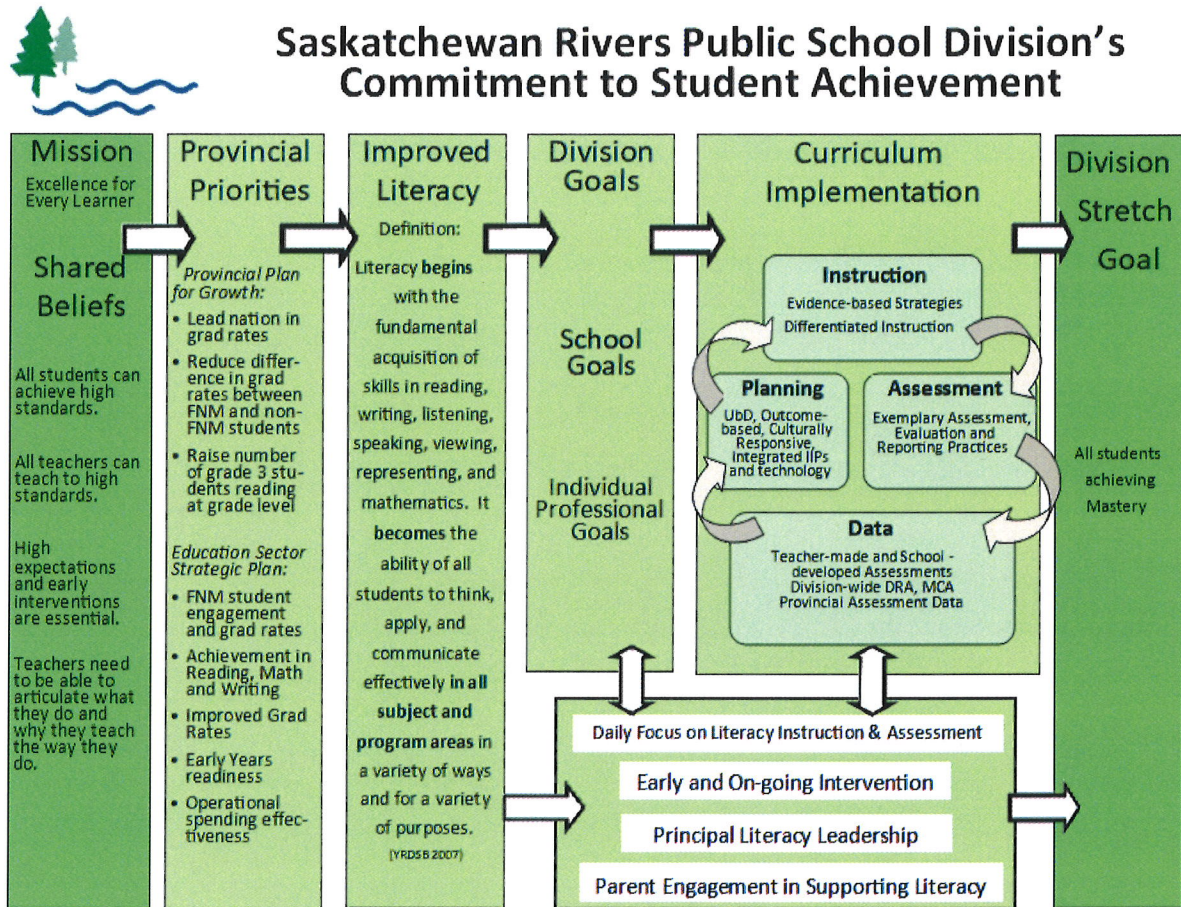 Saskatchewan Rivers Public School Division's
Commitment to Student Achievement
Mission
Excellence for
Every Learner
Shared
Beliefs
All students can
achieve high
standards.
All teachers can
teach to high
standards.
High
expectations
and early
interventions
are essential.
Teachers need
to be able to
articulate what
they do and
why they teach
the way they
do.
Provincial
Priorities
Provincial Plan
for Growth:
• Lead nation in
grad rates
• Reduce differ-
ence in grad
rates between
FNM and non-
FNM students
• Raise number
of grade 3 stu-
dents reading
at grade level
Education Sector
Strategic Plan:
• FNM student
engagement
and grad rates
• Achievement in
Reading, Math
and Writing
• Improved Grad
Rates
• Early Years
readiness
• Operational
spending effec-
tiveness
Improved
Literacy
Definition:
Literacy begins
with the
fundamental
acquisition of
skills in reading,
writing, listening,
speaking, viewing,
representing, and
mathematics. It
becomes the
ability of all
students to think,
apply, and
communicate
effectively in all
subject and
program areas in
a variety of ways
and for a variety
of purposes.
(YRDSB 2007)
Division
Goals
School
Goals
Individual
Professional
Goals
Curriculum
Implementation
Instruction
Evidence-based Strategies
Differentiated Instruction
Planning
UbD, Outcome-
based, Culturally
Responsive,
Integrated IIPs
and technology
Assessment
Exemplary Assessment,
Evaluation and
Reporting Practices
Data
Teacher-made and School -
developed Assessments
Division-wide DRA, MCA
Provincial Assessment Data
Daily Focus on Literacy Instruction & Assessment
Early and On-going Intervention
Principal Literacy Leadership
Parent Engagement in Supporting Literacy
Division
Stretch
Goal
All students
achieving
Mastery